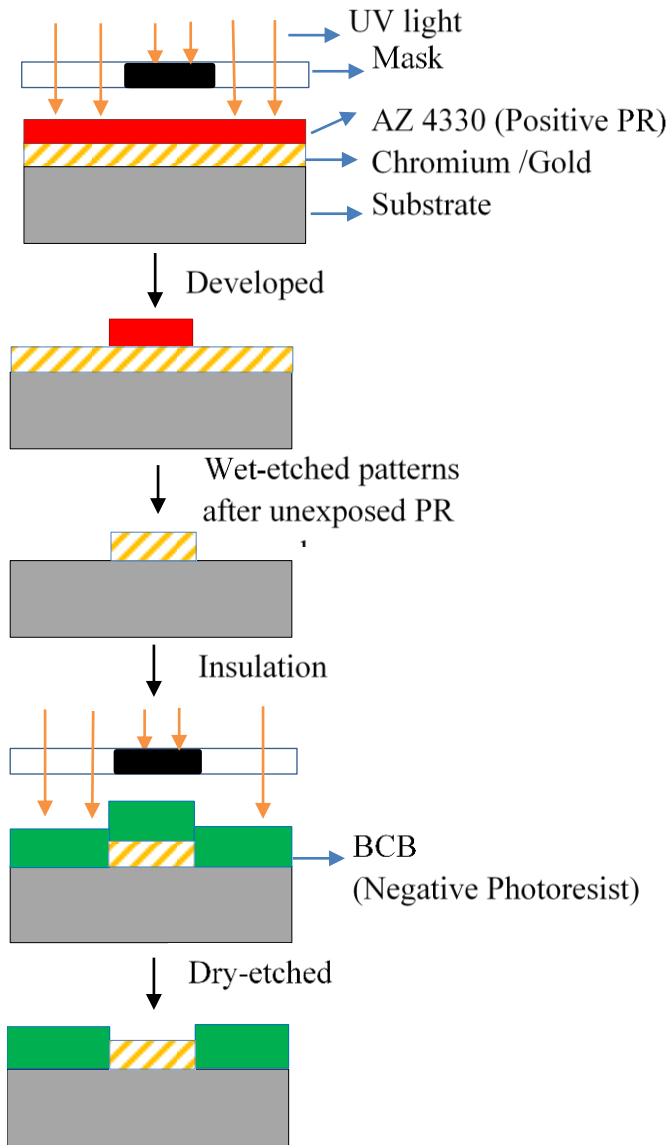 UV light
Mask
AZ 4330 (Positive PR)
Chromium /Gold
Substrate
Developed
Wet-etched patterns
after unexposed PR
Insulation
BCB
(Negative Photoresist)
Dry-etched